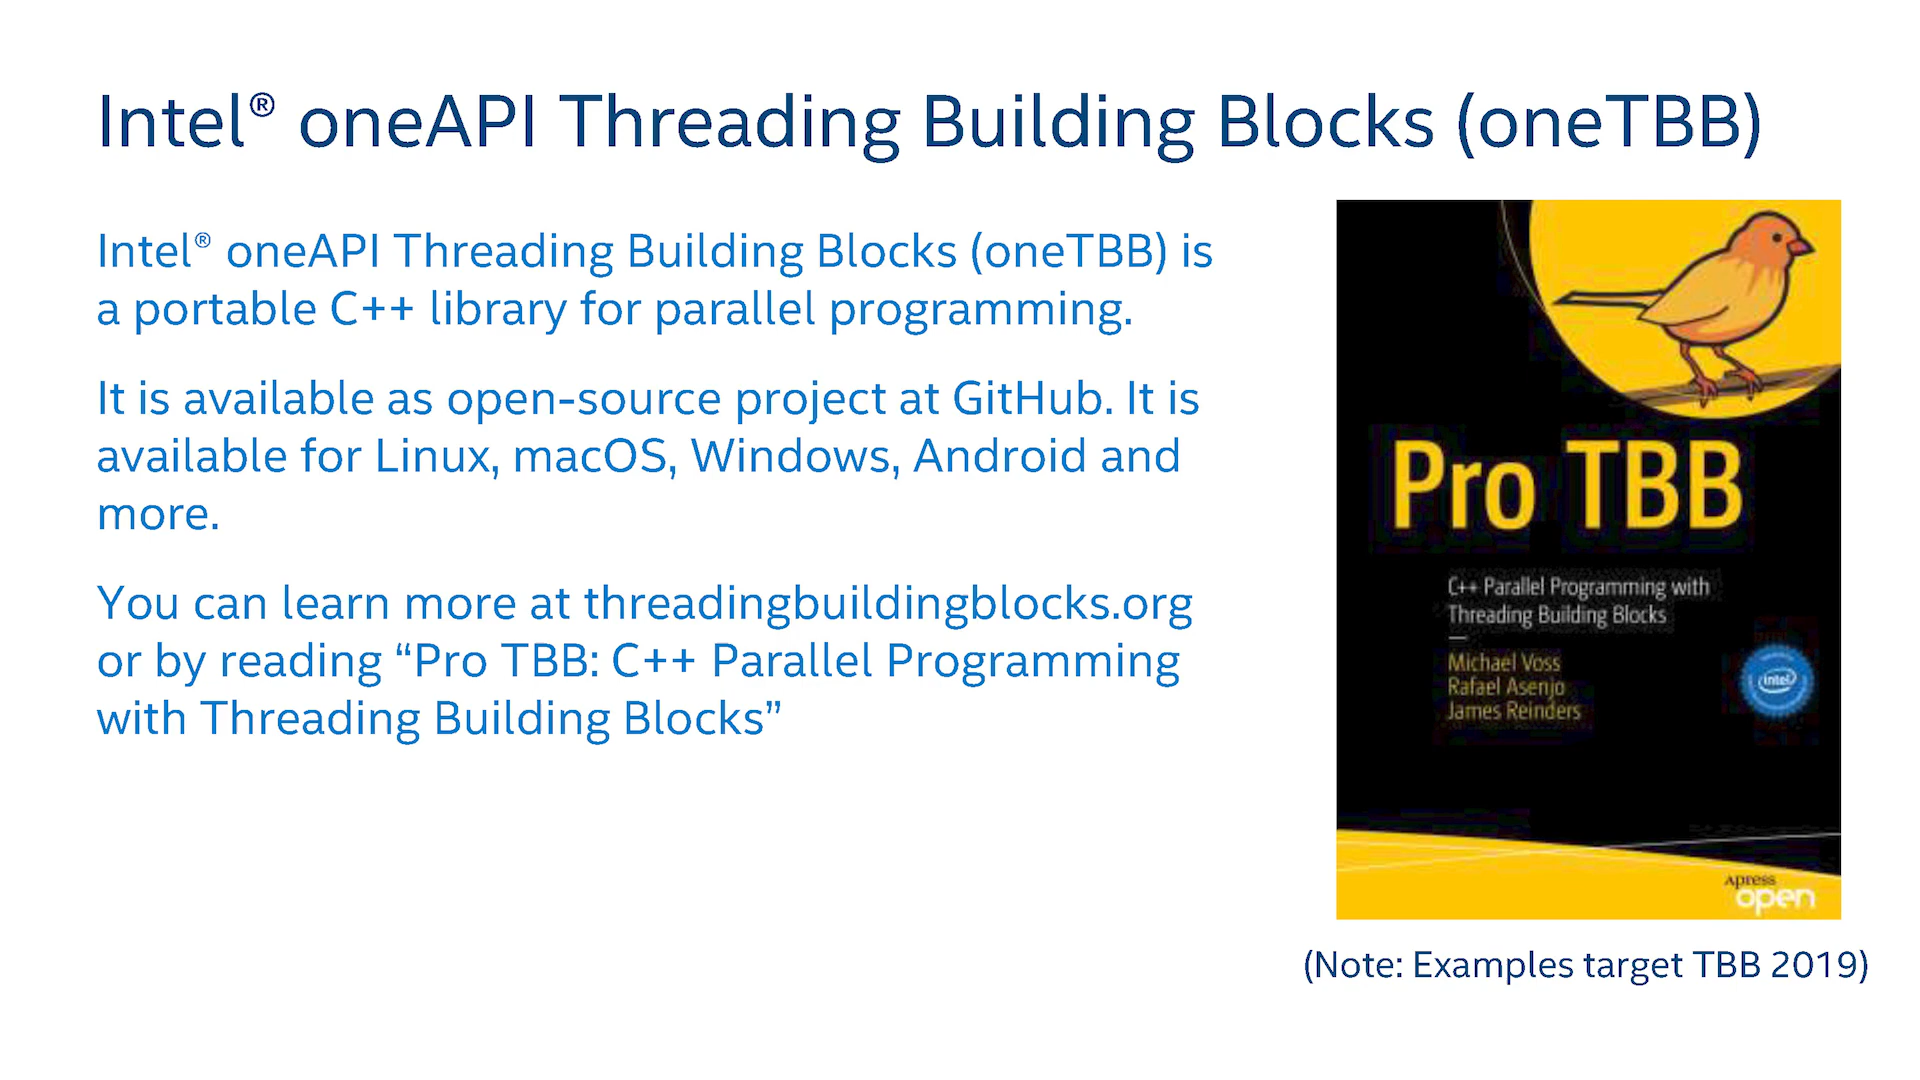 Intel® oneAPI Threading Building Blocks (oneTBB)
Intel® oneAPI Threading Building Blocks (oneTBB) is
a portable C++ library for parallel programming.
It is available as open-source project at GitHub. It is
available for Linux, macOS, Windows, Android and
more.
You can learn more at threadingbuildingblocks.org
or by reading “Pro TBB: C++ Parallel Programming
with Threading Building Blocks”
Pro TBB
C++ Parallel Programming with
Threading Building Blocks
Michael Voss
Rafael Asenjo
James Reinders
intel
Apress
open
(Note: Examples target TBB 2019)